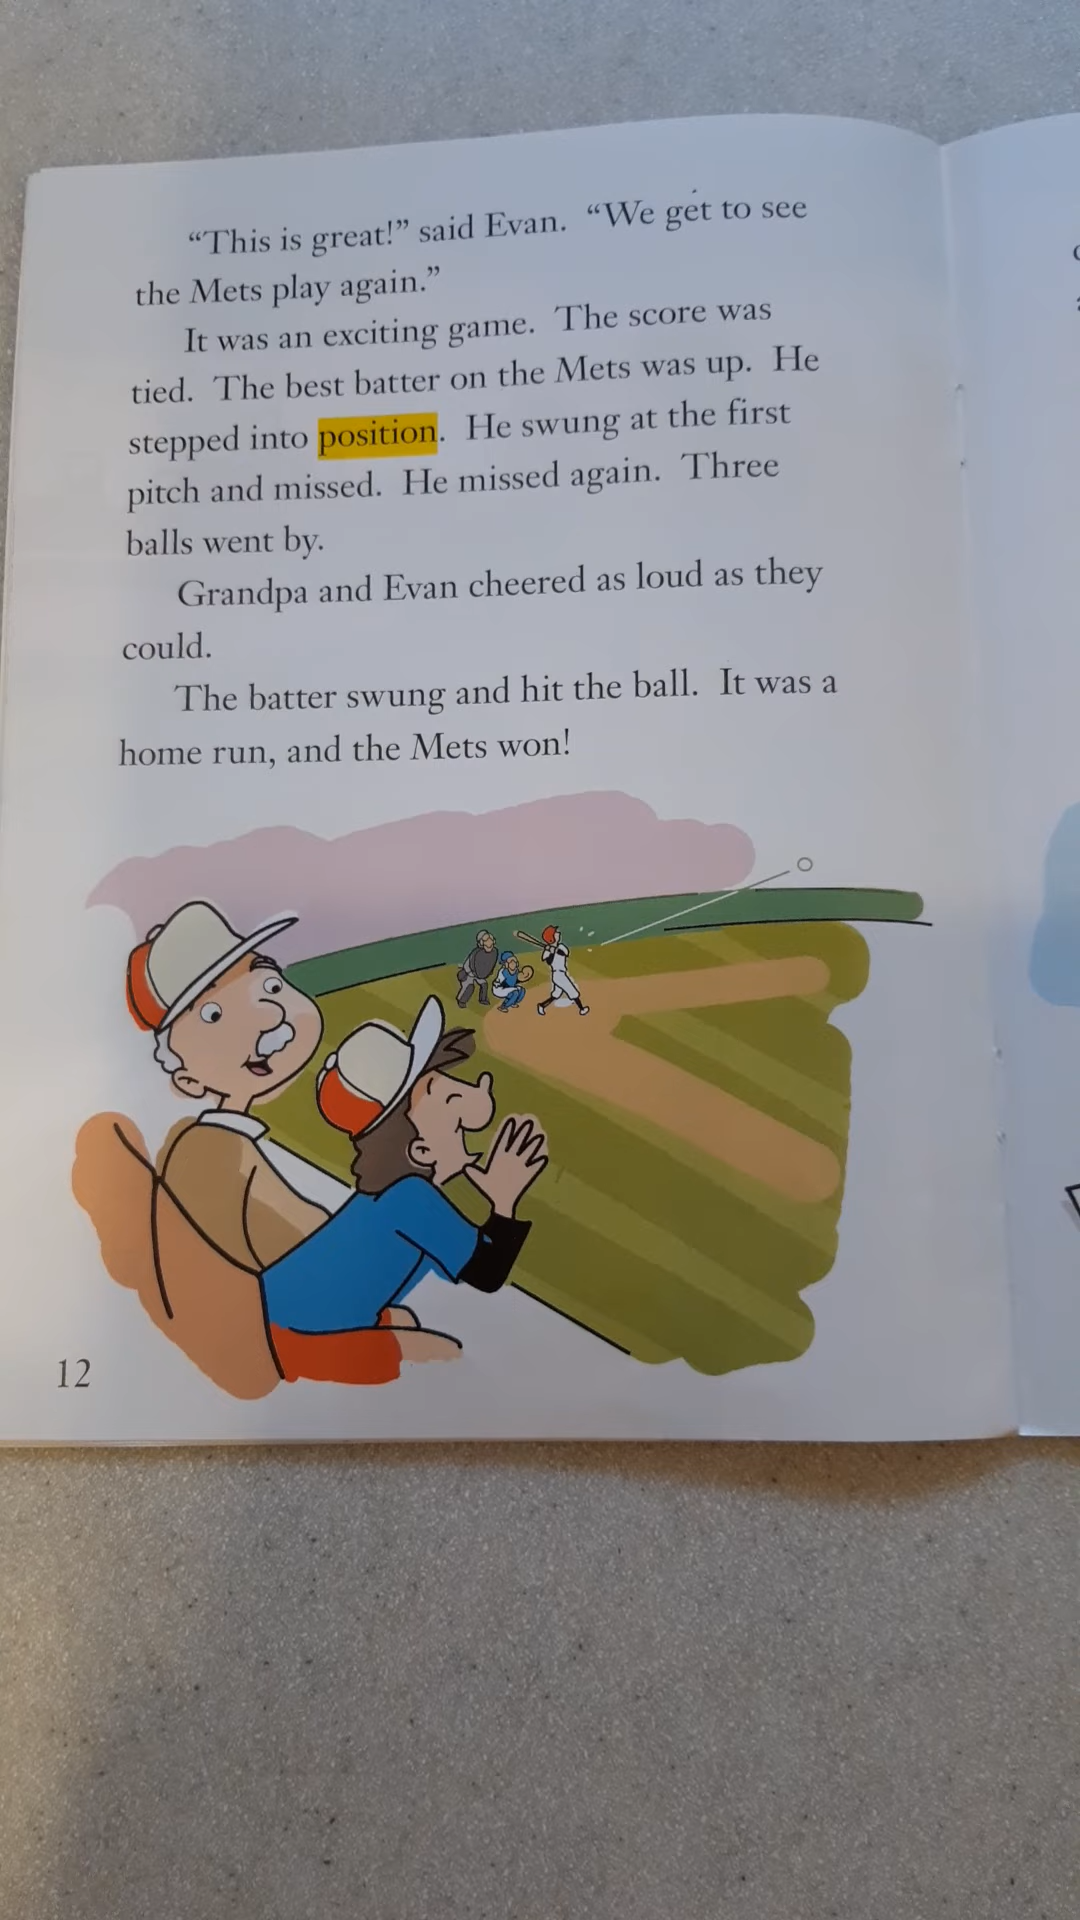 “This is great!” said Evan. “We get to see
the Mets play again.”
It was an exciting game. The score was
tied. The best batter on the Mets was up. He
stepped into position. He swung at the first
pitch and missed. He missed again. Three
balls went by.
Grandpa and Evan cheered as loud as they
could.
The batter swung and hit the ball. It was a
home run, and the Mets won!
12